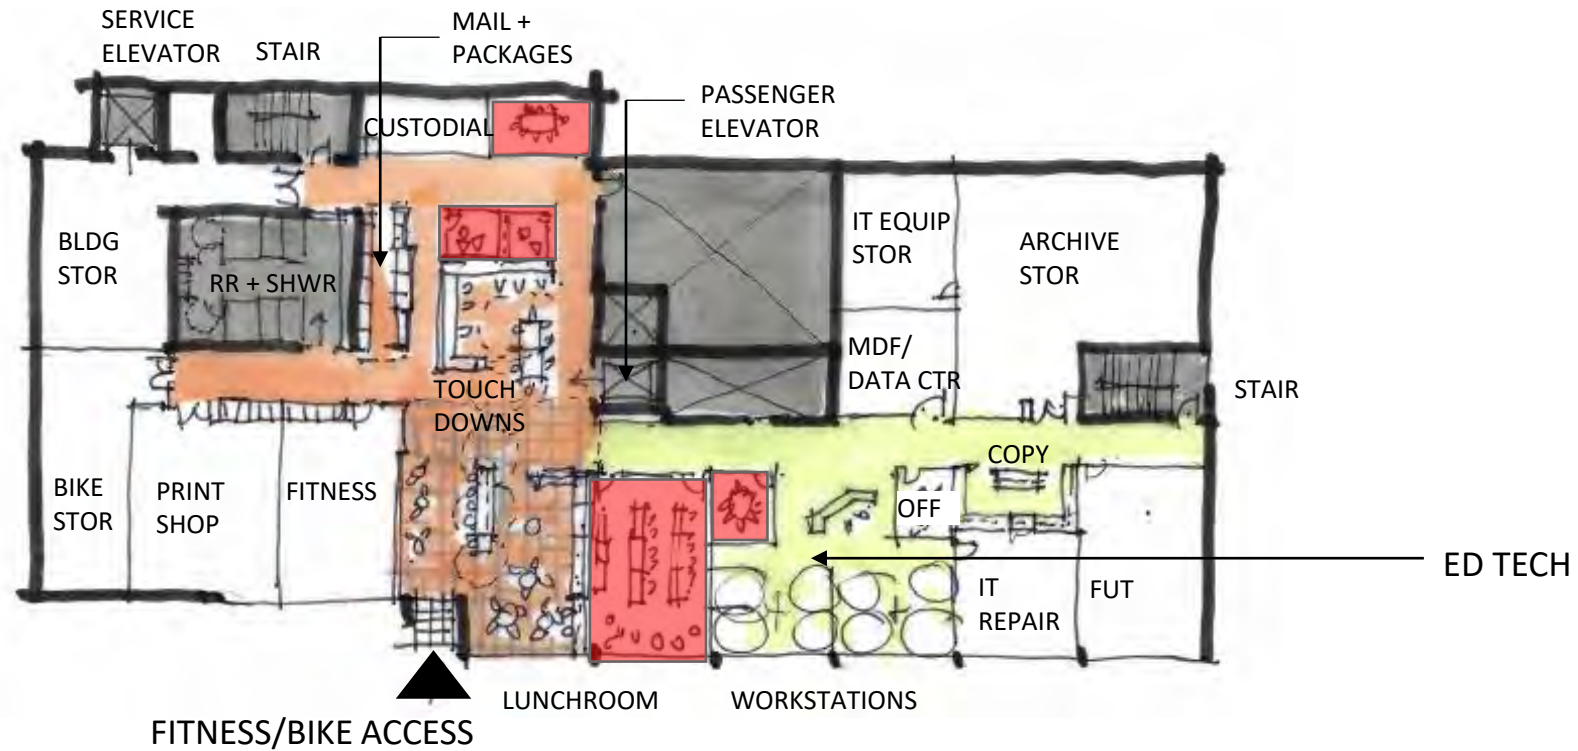 SERVICE
ELEVATOR
STAIR
MAIL +
PACKAGES
PASSENGER
ELEVATOR
CUSTODIAL
BLDG
STOR
RR + SHWR
IT EQUIP
STOR
ARCHIVE
STOR
MDF/
DATA CTR
TOUCH
DOWNS
STAIR
COPY
BIKE
STOR
PRINT
SHOP
FITNESS
OFF
ED TECH
IT
REPAIR
FUT
LUNCHROOM
WORKSTATIONS
FITNESS/BIKE ACCESS